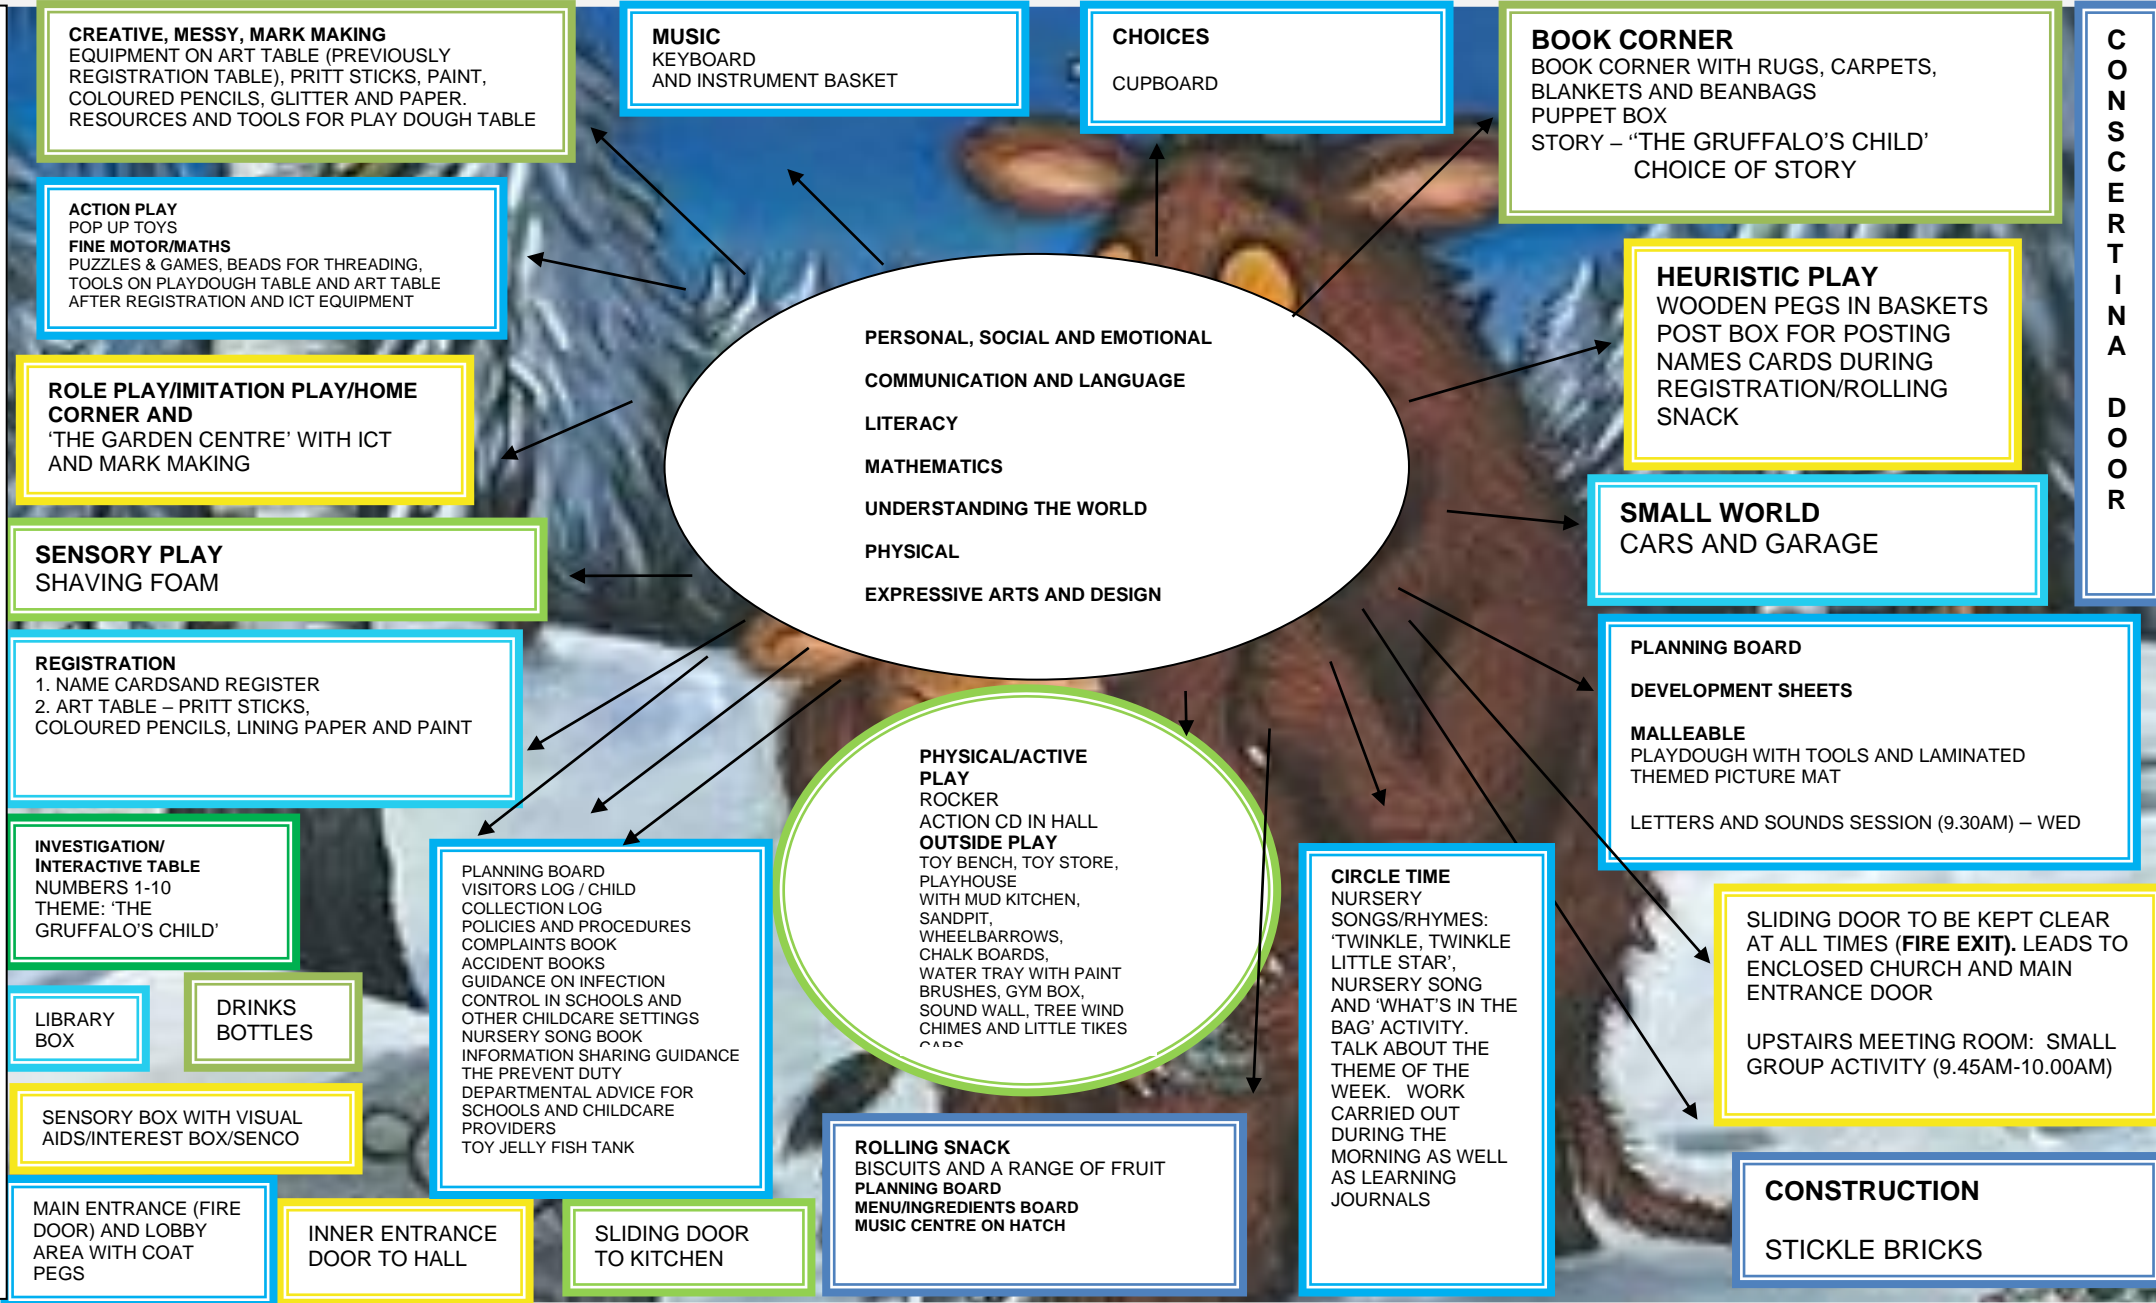 CREATIVE, MESSY, MARK MAKING
EQUIPMENT ON ART TABLE (PREVIOUSLY
REGISTRATION TABLE), PRITT STICKS, PAINT,
COLOURED PENCILS, GLITTER AND PAPER.
RESOURCES AND TOOLS FOR PLAY DOUGH TABLE
MUSIC
KEYBOARD
AND INSTRUMENT BASKET
CHOICES
CUPBOARD
BOOK CORNER
BOOK CORNER WITH RUGS, CARPETS,
BLANKETS AND BEANBAGS
PUPPET BOX
STORY – ‘'THE GRUFFALO’S CHILD’
CHOICE OF STORY
CONSCERTINA DOOR
ACTION PLAY
POP UP TOYS
FINE MOTOR/MATHS
PUZZLES & GAMES, BEADS FOR THREADING,
TOOLS ON PLAYDOUGH TABLE AND ART TABLE
AFTER REGISTRATION AND ICT EQUIPMENT
HEURISTIC PLAY
WOODEN PEGS IN BASKETS
POST BOX FOR POSTING
NAMES CARDS DURING
REGISTRATION/ROLLING
SNACK
PERSONAL, SOCIAL AND EMOTIONAL
COMMUNICATION AND LANGUAGE
LITERACY
MATHEMATICS
UNDERSTANDING THE WORLD
PHYSICAL
EXPRESSIVE ARTS AND DESIGN
ROLE PLAY/IMITATION PLAY/HOME
CORNER AND
‘THE GARDEN CENTRE’ WITH ICT
AND MARK MAKING
SMALL WORLD
CARS AND GARAGE
SENSORY PLAY
SHAVING FOAM
REGISTRATION
1. NAME CARDSAND REGISTER
2. ART TABLE – PRITT STICKS,
COLOURED PENCILS, LINING PAPER AND PAINT
PLANNING BOARD
DEVELOPMENT SHEETS
MALLEABLE
PLAYDOUGH WITH TOOLS AND LAMINATED
THEMED PICTURE MAT
LETTERS AND SOUNDS SESSION (9.30AM) – WED
PHYSICAL/ACTIVE
PLAY
ROCKER
ACTION CD IN HALL
OUTSIDE PLAY
TOY BENCH, TOY STORE,
PLAYHOUSE
WITH MUD KITCHEN,
SANDPIT,
WHEELBARROWS,
CHALK BOARDS,
WATER TRAY WITH PAINT
BRUSHES, GYM BOX,
SOUND WALL, TREE WIND
CHIMES AND LITTLE TIKES
CARS
INVESTIGATION/
INTERACTIVE TABLE
NUMBERS 1-10
THEME: ‘THE
GRUFFALO’S CHILD’
PLANNING BOARD
VISITORS LOG / CHILD
COLLECTION LOG
POLICIES AND PROCEDURES
COMPLAINTS BOOK
ACCIDENT BOOKS
GUIDANCE ON INFECTION
CONTROL IN SCHOOLS AND
OTHER CHILDCARE SETTINGS
NURSERY SONG BOOK
INFORMATION SHARING GUIDANCE
THE PREVENT DUTY
DEPARTMENTAL ADVICE FOR
SCHOOLS AND CHILDCARE
PROVIDERS
TOY JELLY FISH TANK
CIRCLE TIME
NURSERY
SONGS/RHYMES:
‘TWINKLE, TWINKLE
LITTLE STAR’,
NURSERY SONG
AND ‘WHAT’S IN THE
BAG’ ACTIVITY.
TALK ABOUT THE
THEME OF THE
WEEK. WORK
CARRIED OUT
DURING THE
MORNING AS WELL
AS LEARNING
JOURNALS
SLIDING DOOR TO BE KEPT CLEAR
AT ALL TIMES (FIRE EXIT). LEADS TO
ENCLOSED CHURCH AND MAIN
ENTRANCE DOOR
UPSTAIRS MEETING ROOM: SMALL
GROUP ACTIVITY (9.45AM-10.00AM)
LIBRARY
BOX
DRINKS
BOTTLES
SENSORY BOX WITH VISUAL
AIDS/INTEREST BOX/SENCO
ROLLING SNACK
BISCUITS AND A RANGE OF FRUIT
PLANNING BOARD
MENU/INGREDIENTS BOARD
MUSIC CENTRE ON HATCH
CONSTRUCTION
STICKLE BRICKS
MAIN ENTRANCE (FIRE
DOOR) AND LOBBY
AREA WITH COAT
PEGS
INNER ENTRANCE
DOOR TO HALL
SLIDING DOOR
TO KITCHEN